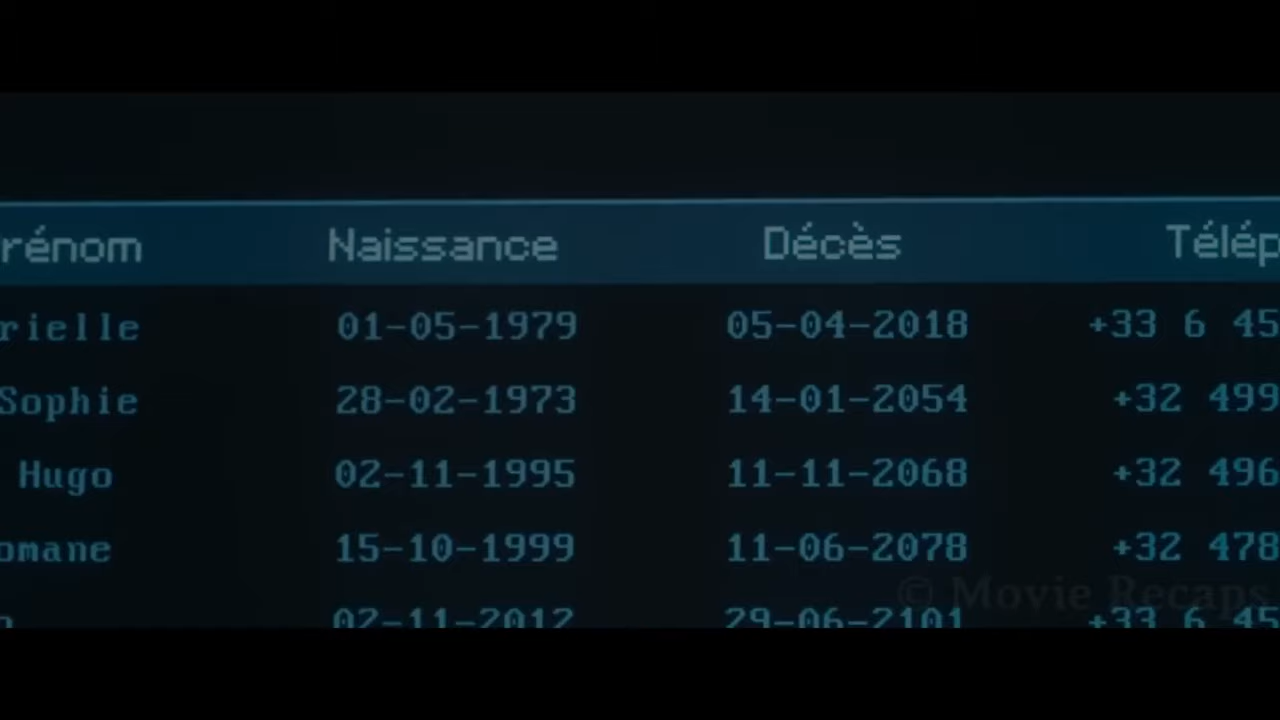 rénom Naissance Décès Télép
rielle 01-05-1979 05-04-2018 +33 6 45
Sophie 28-02-1973 14-01-2054 +32 499
Hugo 02-11-1995 11-11-2068 +32 496
omane 15-10-1999 11-06-2078 +32 478
02-11-2012 29-06-2101 +33 6 45
© Movie Recaps